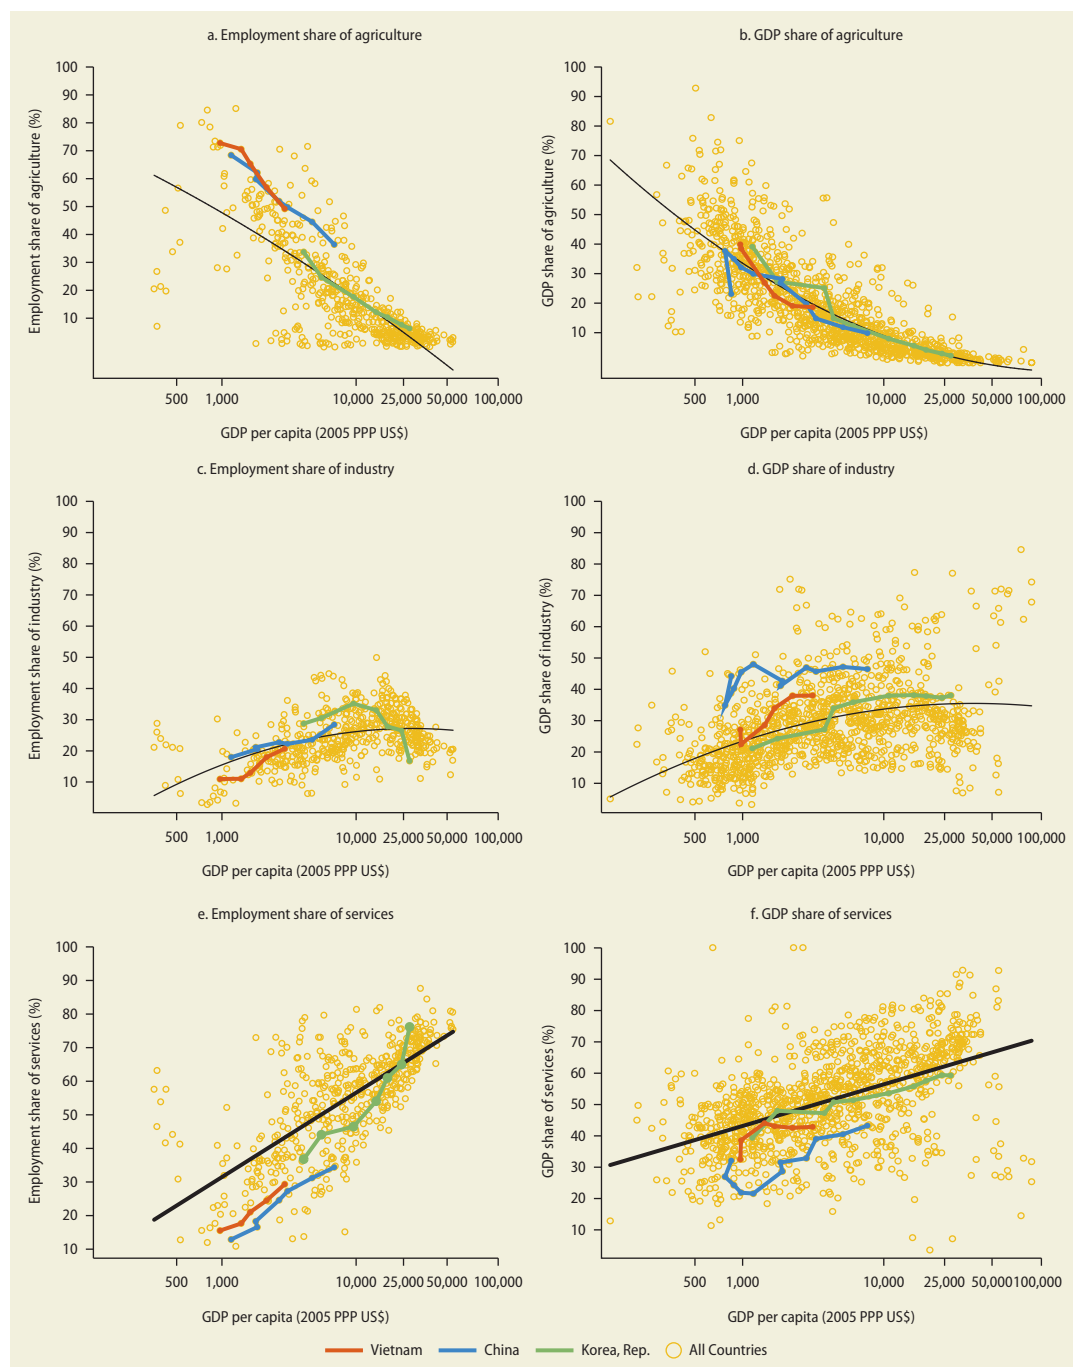 a. Employment share of agriculture
Employment share of agriculture (%)
100
90
80
70
60
50
40
30
20
10
500 1,000 10,000 25,000 50,000 100,000
GDP per capita (2005 PPP US$)
b. GDP share of agriculture
GDP share of agriculture (%)
100
90
80
70
60
50
40
30
20
10
500 1,000 10,000 25,000 50,000 100,000
GDP per capita (2005 PPP US$)
c. Employment share of industry
Employment share of industry (%)
100
90
80
70
60
50
40
30
20
10
500 1,000 10,000 25,000 50,000 100,000
GDP per capita (2005 PPP US$)
d. GDP share of industry
GDP share of industry (%)
100
90
80
70
60
50
40
30
20
10
500 1,000 10,000 25,000 50,000 100,000
GDP per capita (2005 PPP US$)
e. Employment share of services
Employment share of services (%)
100
90
80
70
60
50
40
30
20
10
500 1,000 10,000 25,000 50,000 100,000
GDP per capita (2005 PPP US$)
f. GDP share of services
GDP share of services (%)
100
90
80
70
60
50
40
30
20
10
500 1,000 10,000 25,000 50,000 100,000
GDP per capita (2005 PPP US$)
Vietnam China Korea, Rep. All Countries